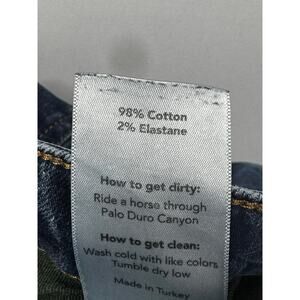 98% Cotton
2% Elastane
How to get dirty:
Ride a horse through
Palo Duro Canyon
How to get clean:
Wash cold with like colors
Tumble dry low
Made in Turkey